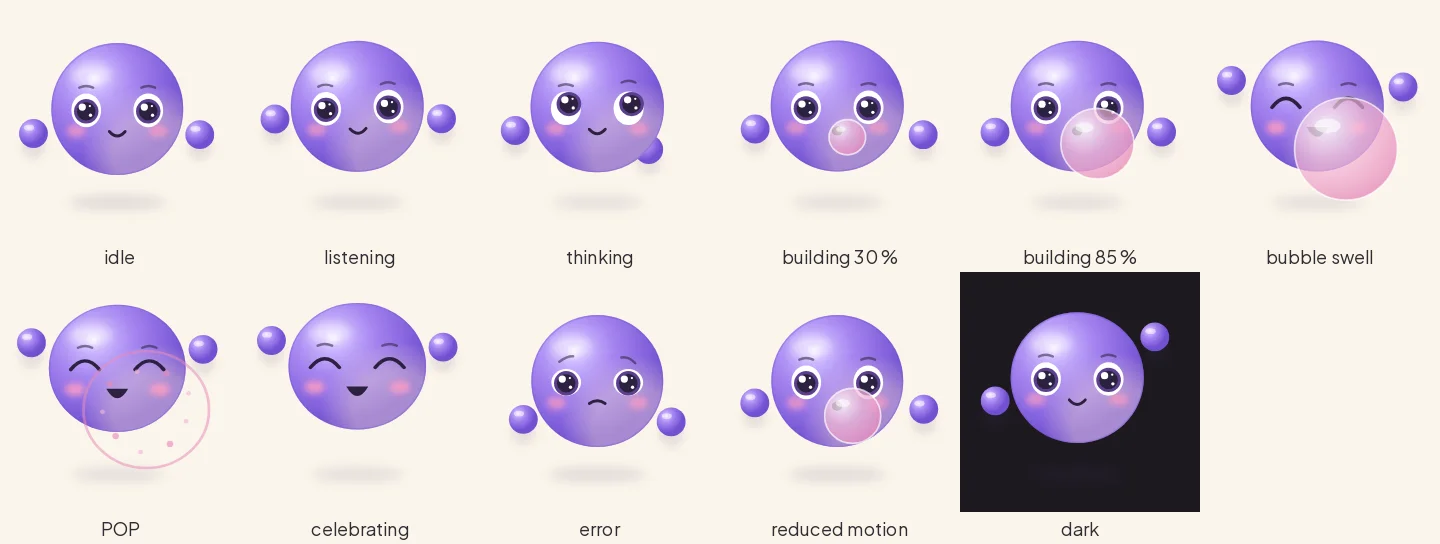 idle
listening
thinking
building 30 %
building 85 %
bubble swell
POP
celebrating
error
reduced motion
dark